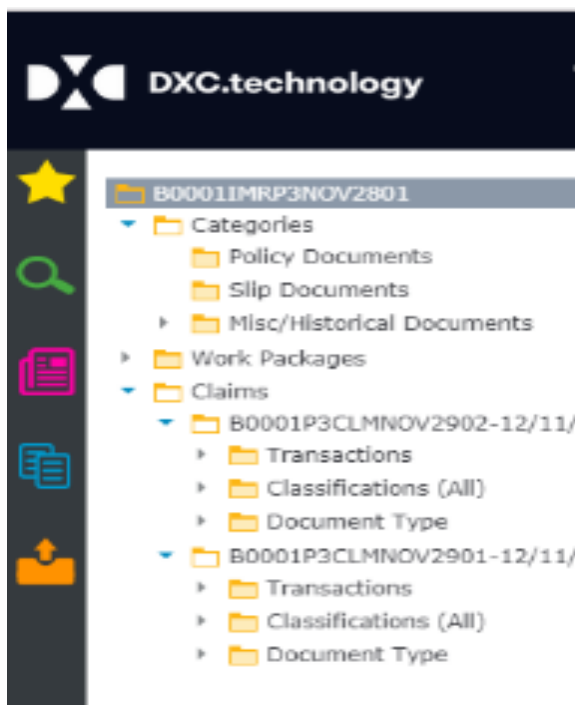 DXC.technology
B0001IMRP3NOV2801
Categories
Policy Documents
Slip Documents
Misc/Historical Documents
Work Packages
Claims
B0001P3CLMNOV2902-12/11/
Transactions
Classifications (All)
Document Type
B0001P3CLMNOV2901-12/11/
Transactions
Classifications (All)
Document Type